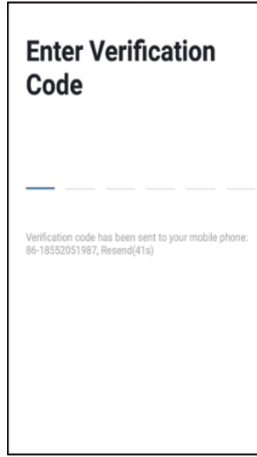 Enter Verification
Code
Verification code has been sent to your mobile phone:
86-18552051987, Resend(41s)